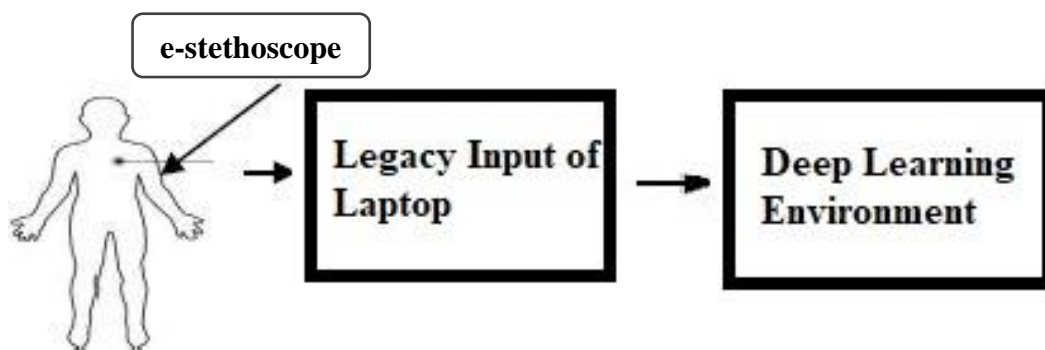 e-stethoscope
Legacy Input of
Laptop
Deep Learning
Environment